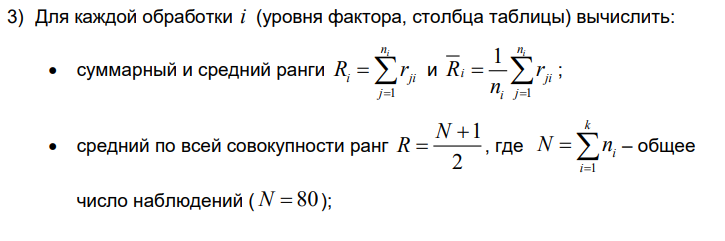 3) Для каждой обработки i (уровня фактора, столбца таблицы) вычислить:
• суммарный и средний ранги $R_i = \sum_{j=1}^{n_i} r_{ji}$ и $\overline{R}_i = \frac{1}{n_i} \sum_{j=1}^{n_i} r_{ji}$ ;
• средний по всей совокупности ранг $R = \frac{N+1}{2}$, где $N = \sum_{i=1}^{k} n_i$ – общее
число наблюдений ($N = 80$);